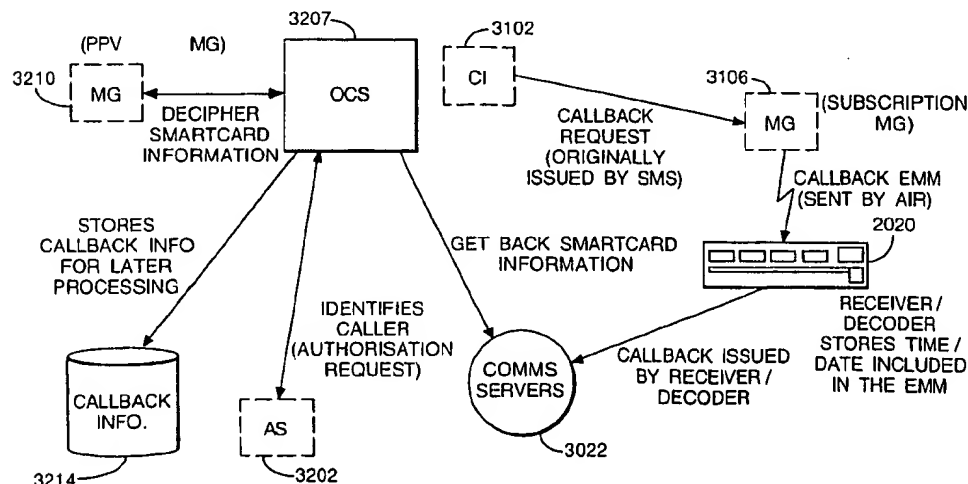 3207
(PPV MG)
3210
MG
OCS
DECIPHER
SMARTCARD
INFORMATION
3102
CI
CALLBACK
REQUEST
(ORIGINALLY
ISSUED BY SMS)
3106
MG
(SUBSCRIPTION
MG)
CALLBACK EMM
(SENT BY AIR)
2020
STORES
CALLBACK INFO
FOR LATER
PROCESSING
GET BACK SMARTCARD
INFORMATION
IDENTIFIES
CALLER
(AUTHORISATION
REQUEST)
RECEIVER/
DECODER
STORES TIME/
DATE INCLUDED
IN THE EMM
CALLBACK
INFO.
3214
AS
3202
COMMS
SERVERS
3022
CALLBACK ISSUED
BY RECEIVER/
DECODER